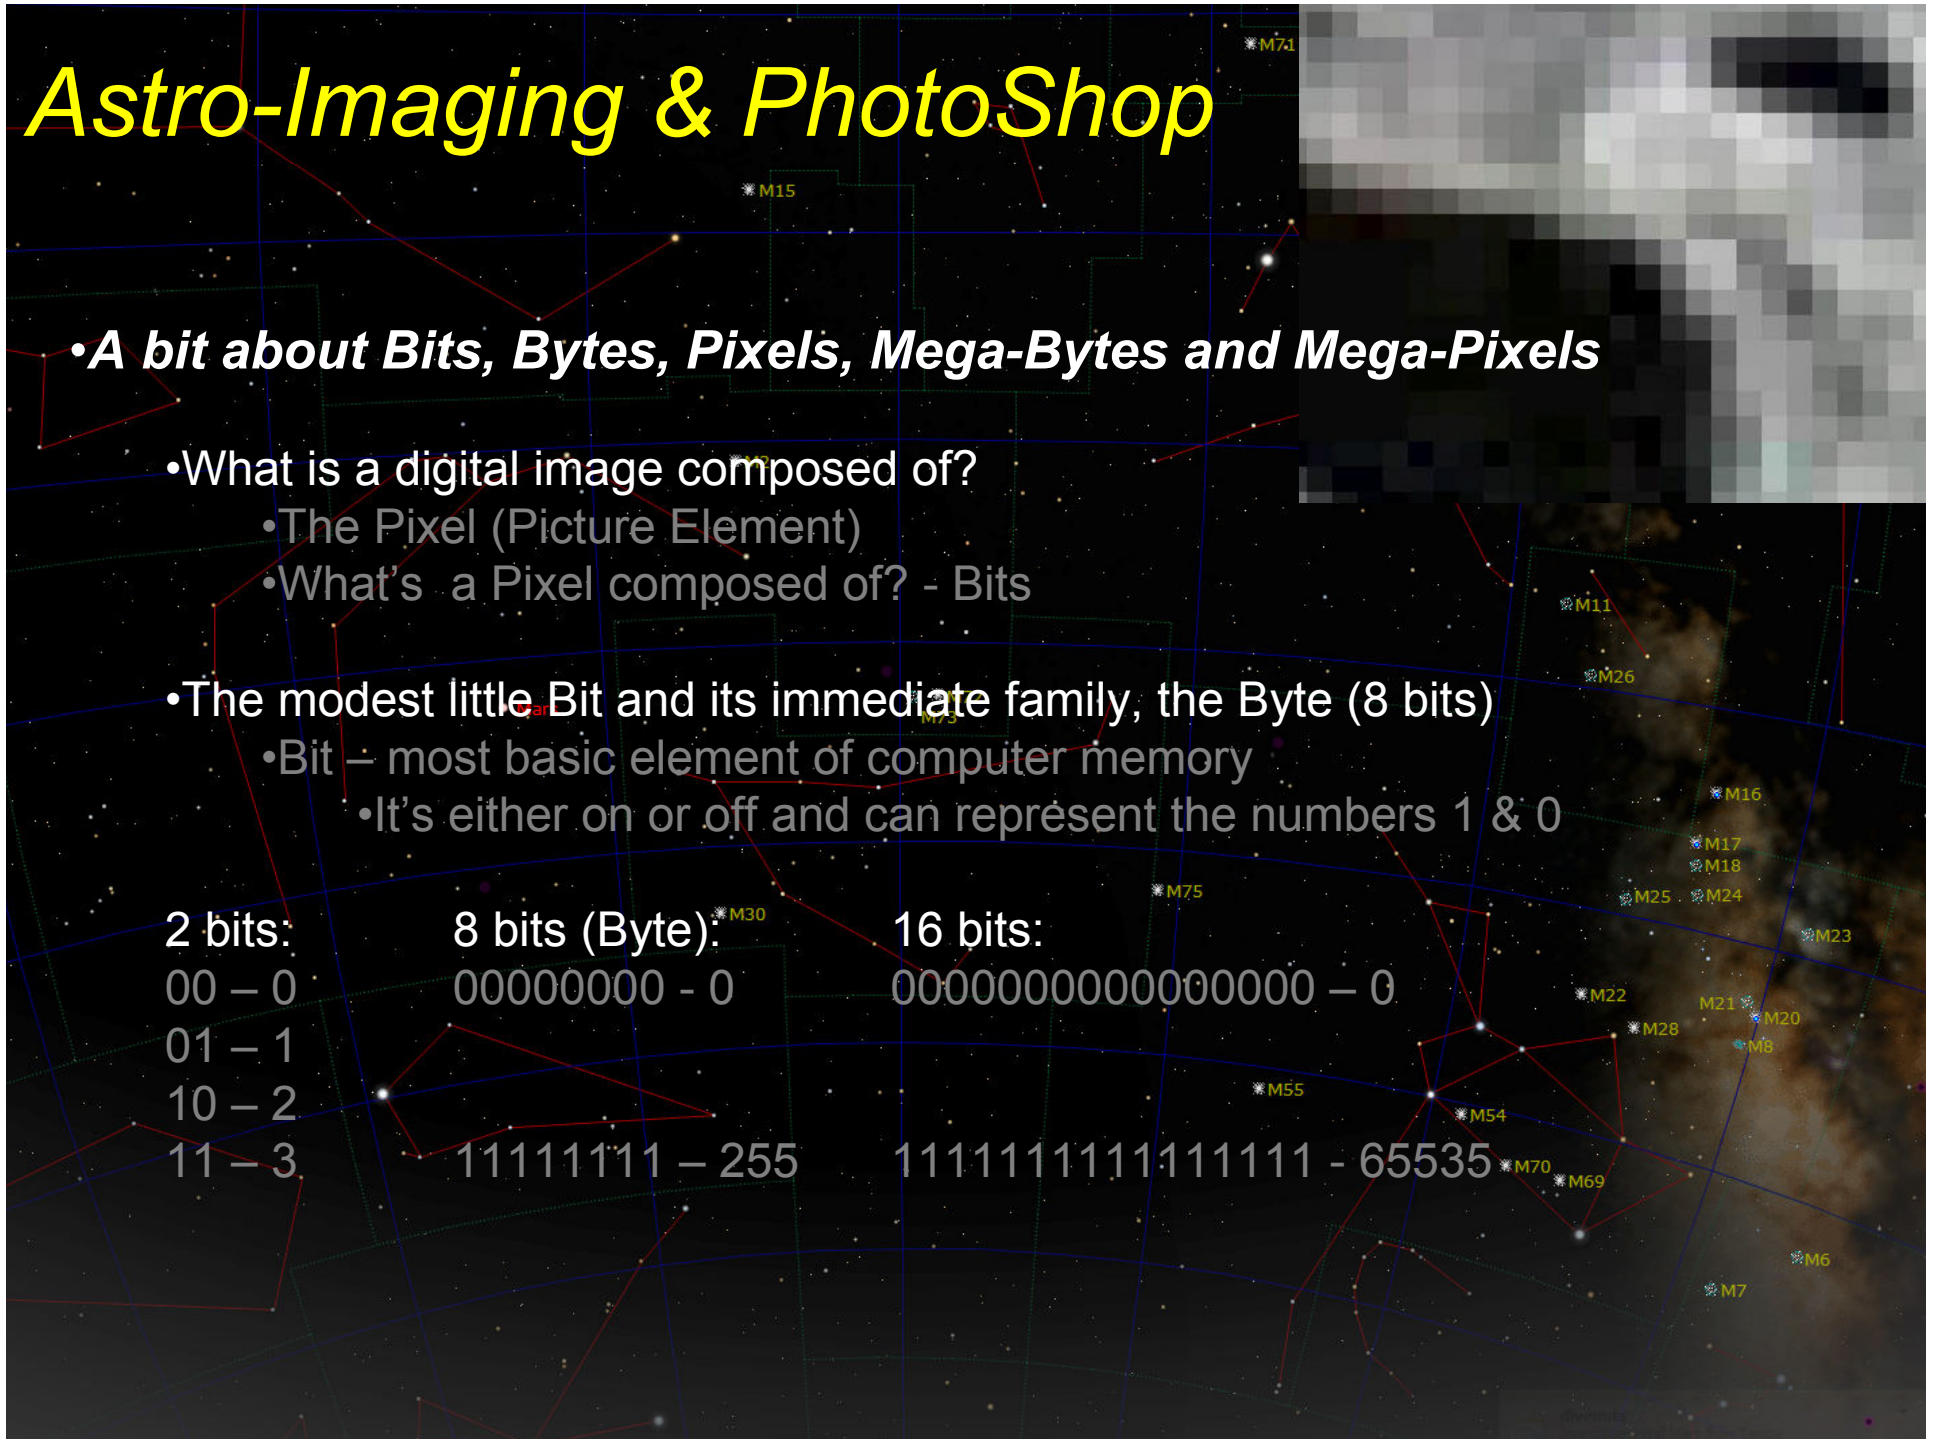 Astro-Imaging & PhotoShop
•A bit about Bits, Bytes, Pixels, Mega-Bytes and Mega-Pixels
•What is a digital image composed of?
•The Pixel (Picture Element)
•What’s  a Pixel composed of? - Bits
•The modest little Bit and its immediate family, the Byte (8 bits)
•Bit – most basic element of computer memory
•It’s either on or off and can represent the numbers 1 & 0
2 bits: 8 bits (Byte): 16 bits:
00 – 0 00000000 - 0 0000000000000000 – 0
01 – 1
10 – 2
11 – 3 11111111 – 255 1111111111111111 - 65535
M71
M15
M2
M11
M26
Mars
M73
M16
M17
M18
M75
M25 M24
M30
M23
M22
M21
M20
M28
M8
M55
M54
M70
M69
M6
M7